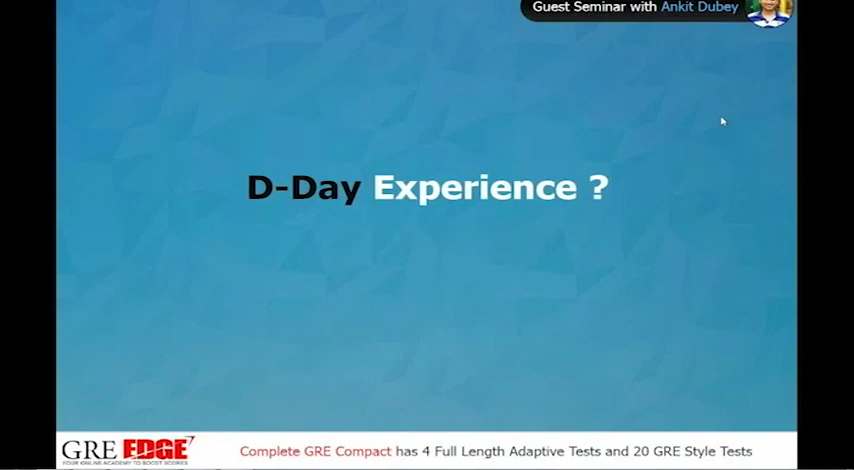 Guest Seminar with Ankit Dubey
D-Day Experience ?
GRE EDGE
YOUR ONLINE ACADEMY TO BOOST SCORES
Complete GRE Compact has 4 Full Length Adaptive Tests and 20 GRE Style Tests